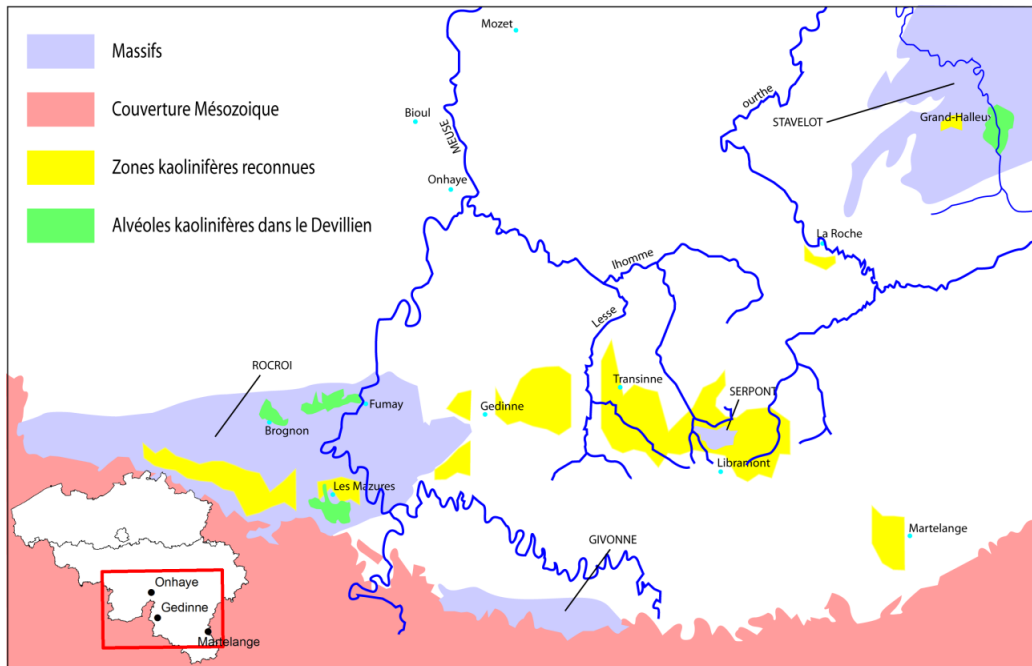 Massifs
Couverture Mésozoique
Zones kaolinifères reconnues
Alvéoles kaolinifères dans le Devillien
Mozet
Bioul
MEUSE
Onhaye
ourthe
STAVELOT
Grand-Halleux
La Roche
lhomme
Lesse
ROCROI
Fumay
Brognon
Gedinne
Transinne
SERPONT
Libramont
Les Mazures
GIVONNE
Martelange
Onhaye
Gedinne
Martelange